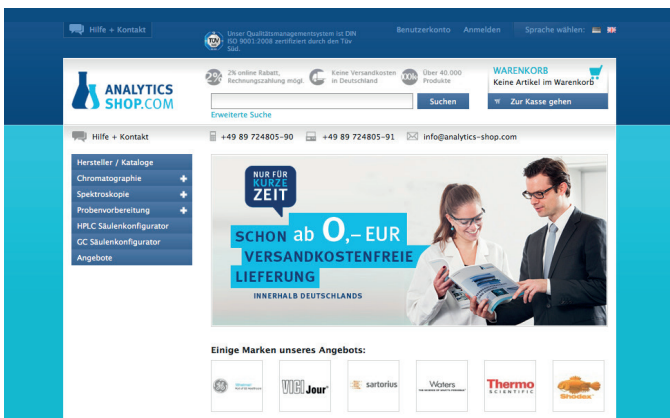 Hilfe + Kontakt
Unser Qualitätsmanagementsystem ist DIN
ISO 9001:2008 zertifiziert durch den Tüv
Süd.
Benutzerkonto Anmelden Sprache wählen:
2% 2% online Rabatt,
Rechnungszahlung mögl.
Keine Versandkosten
in Deutschland
Über 40.000
Produkte
WARENKORB
Keine Artikel im Warenkorb
ANALYTICS
SHOP.COM
Suchen
Zur Kasse gehen
Erweiterte Suche
Hilfe + Kontakt
+49 89 724805-90 +49 89 724805-91 info@analytics-shop.com
Hersteller / Kataloge
Chromatographie
Spektroskopie
Probenvorbereitung
HPLC Säulenkonfigurator
GC Säulenkonfigurator
Angebote
NUR FÜR
KURZE
ZEIT
SCHON ab 0,– EUR
VERSANDKOSTENFREIE
LIEFERUNG
INNERHALB DEUTSCHLANDS
Einige Marken unseres Angebots:
VICI Jour
sartorius
Waters
Thermo
SCIENTIFIC
Shodex